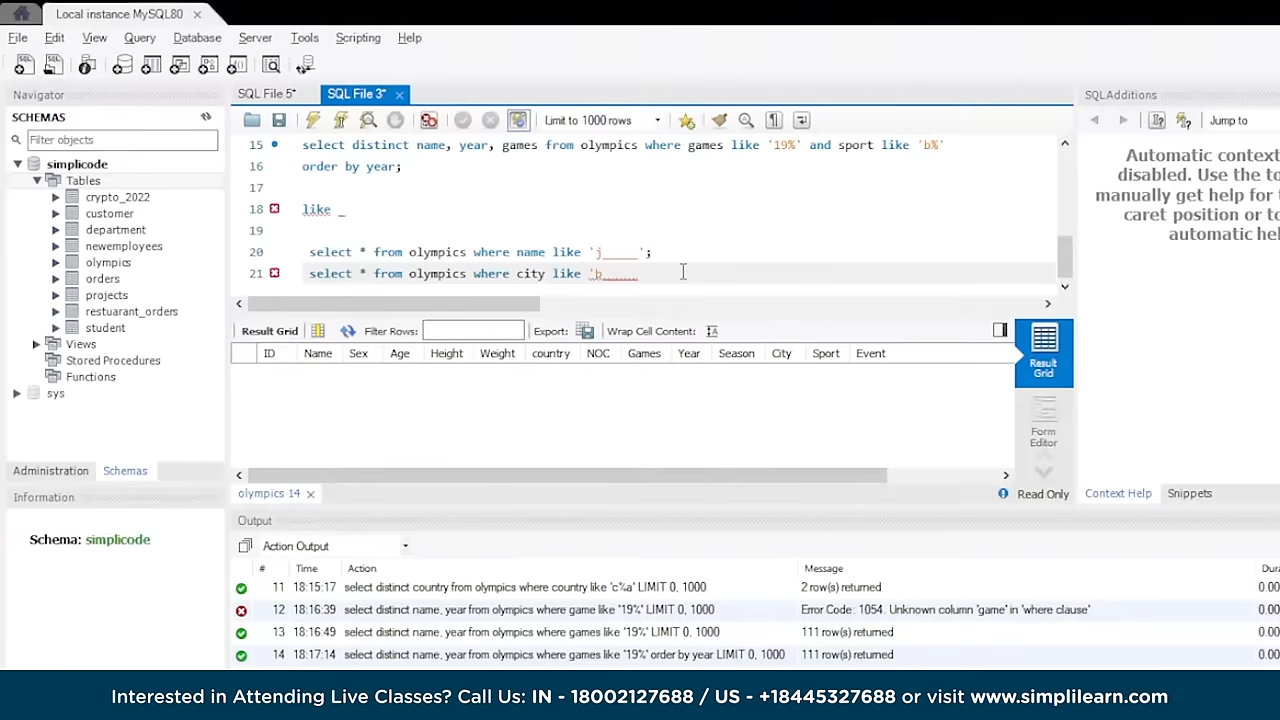 Local instance MySQL80 ×
File Edit View Query Database Server Tools Scripting Help
Navigator
SCHEMAS
Filter objects
simplicode
Tables
crypto_2022
customer
department
newemployees
olympics
orders
projects
restuarant_orders
student
Views
Stored Procedures
Functions
sys
Administration Schemas
Information
Schema: simplicode
SQL File 5* SQL File 3* ×
Limit to 1000 rows
15 select distinct name, year, games from olympics where games like '19%' and sport like 'b%'
16 order by year;
17
18 like _
19
20 select * from olympics where name like 'j_____';
21 select * from olympics where city like 'b_____
Result Grid Filter Rows: Export: Wrap Cell Content:
ID Name Sex Age Height Weight country NOC Games Year Season City Sport Event
Result
Grid
Form
Editor
olympics 14 × Read Only
SQLAdditions
Jump to
Automatic context
disabled. Use the to
manually get help for t
caret position or to
automatic help
Context Help Snippets
Output
Action Output
# Time Action Message Dura
11 18:15:17 select distinct country from olympics where country like 'c%a' LIMIT 0, 1000 2 row(s) returned 0.00
12 18:16:39 select distinct name, year from olympics where game like '19%' LIMIT 0, 1000 Error Code: 1054. Unknown column 'game' in 'where clause' 0.00
13 18:16:49 select distinct name, year from olympics where games like '19%' LIMIT 0, 1000 111 row(s) returned 0.00
14 18:17:14 select distinct name, year from olympics where games like '19%' order by year LIMIT 0, 1000 111 row(s) returned 0.00
Interested in Attending Live Classes? Call Us: IN - 18002127688 / US - +18445327688 or visit www.simplilearn.com